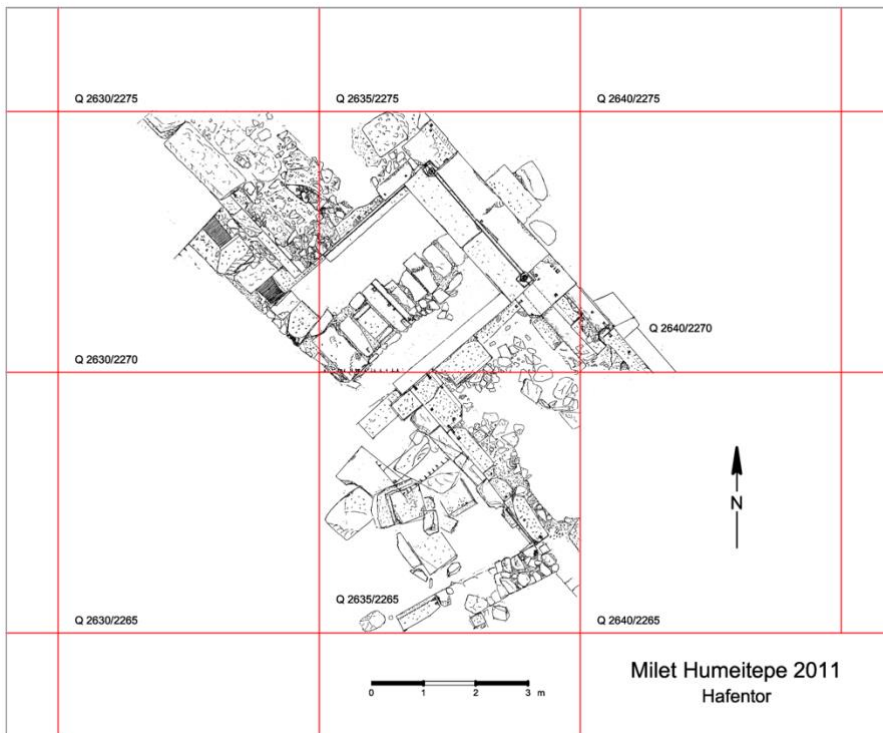 Q 2630/2275
Q 2635/2275
Q 2640/2275
Q 2640/2270
Q 2630/2270
N
Q 2635/2265
Q 2630/2265
Q 2640/2265
0 1 2 3 m
Milet Humeitepe 2011
Hafentor